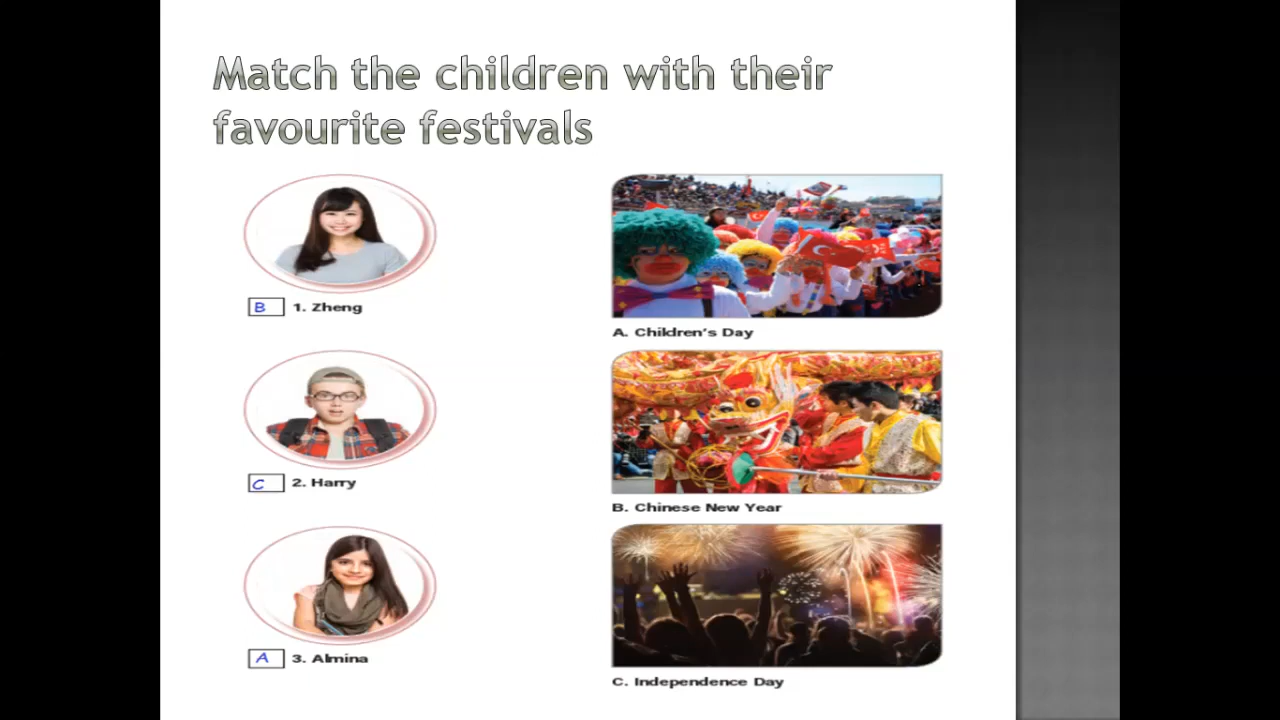 Match the children with their
favourite festivals
B 1. Zheng
A. Children's Day
C 2. Harry
B. Chinese New Year
A 3. Almina
C. Independence Day